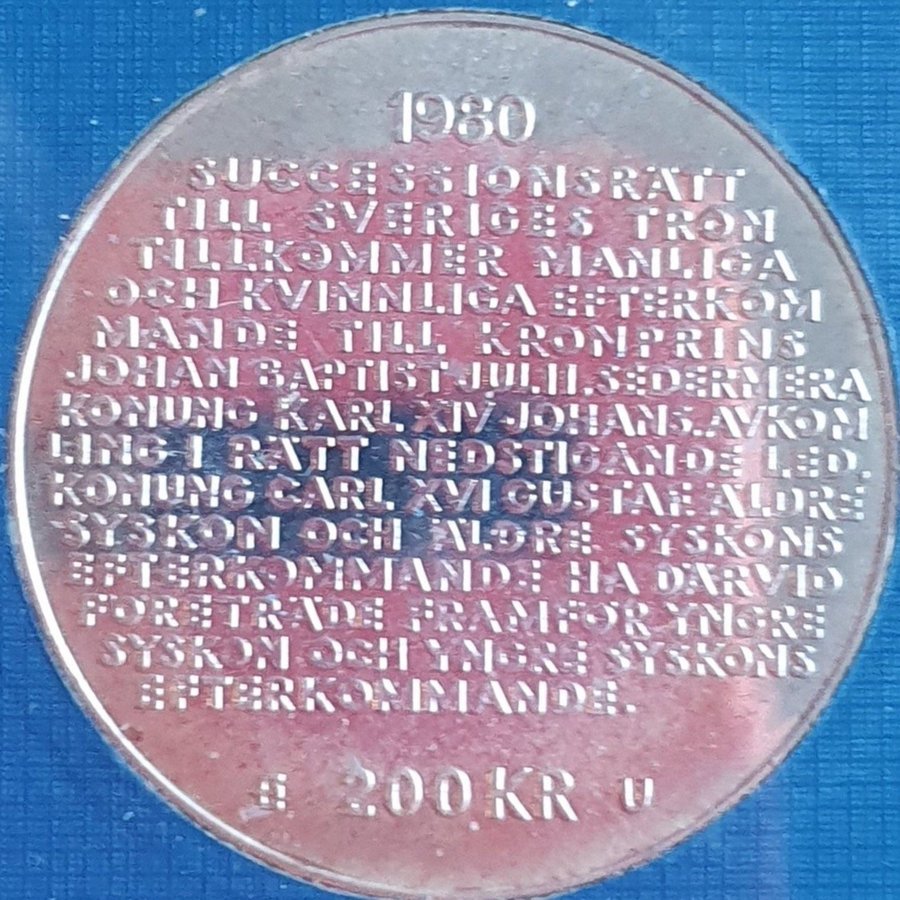 1980
SUCCESSIONSRÄTT
TILL SVERIGES TRON
TILLKOMMER MANLIGA
OCH KVINNLIGA EFTERKOM
MANDE TILL KRONPRINS
JOHAN BAPTIST JULII. SEDERMERA
KONUNG KARL XIV JOHANS. AVKOM
LING I RÄTT NEDSTIGANDE LED.
KONUNG CARL XVI GUSTAF ÄLDRE
SYSKON OCH ÄLDRE SYSKONS
EFTERKOMMANDE HA DÄRVID
FÖRETRÄDE FRAMFÖR YNGRE
SYSKON OCH YNGRE SYSKONS
EFTERKOMMANDE.
200 KR U